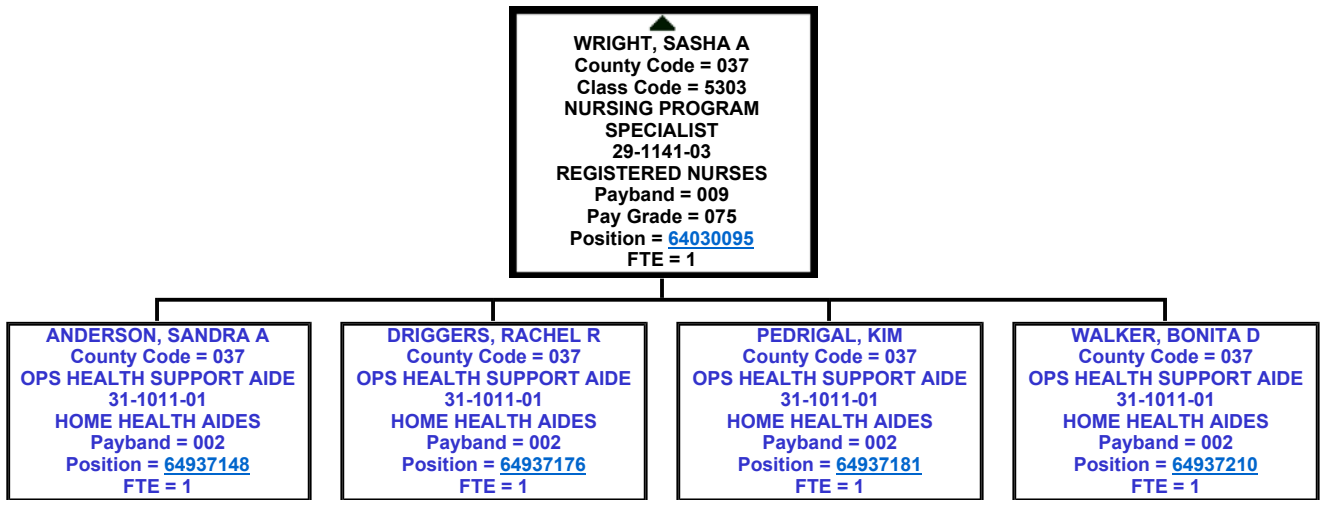 WRIGHT, SASHA A
County Code = 037
Class Code = 5303
NURSING PROGRAM
SPECIALIST
29-1141-03
REGISTERED NURSES
Payband = 009
Pay Grade = 075
Position = 64030095
FTE = 1
ANDERSON, SANDRA A
County Code = 037
OPS HEALTH SUPPORT AIDE
31-1011-01
HOME HEALTH AIDES
Payband = 002
Position = 64937148
FTE = 1
DRIGGERS, RACHEL R
County Code = 037
OPS HEALTH SUPPORT AIDE
31-1011-01
HOME HEALTH AIDES
Payband = 002
Position = 64937176
FTE = 1
PEDRIGAL, KIM
County Code = 037
OPS HEALTH SUPPORT AIDE
31-1011-01
HOME HEALTH AIDES
Payband = 002
Position = 64937181
FTE = 1
WALKER, BONITA D
County Code = 037
OPS HEALTH SUPPORT AIDE
31-1011-01
HOME HEALTH AIDES
Payband = 002
Position = 64937210
FTE = 1